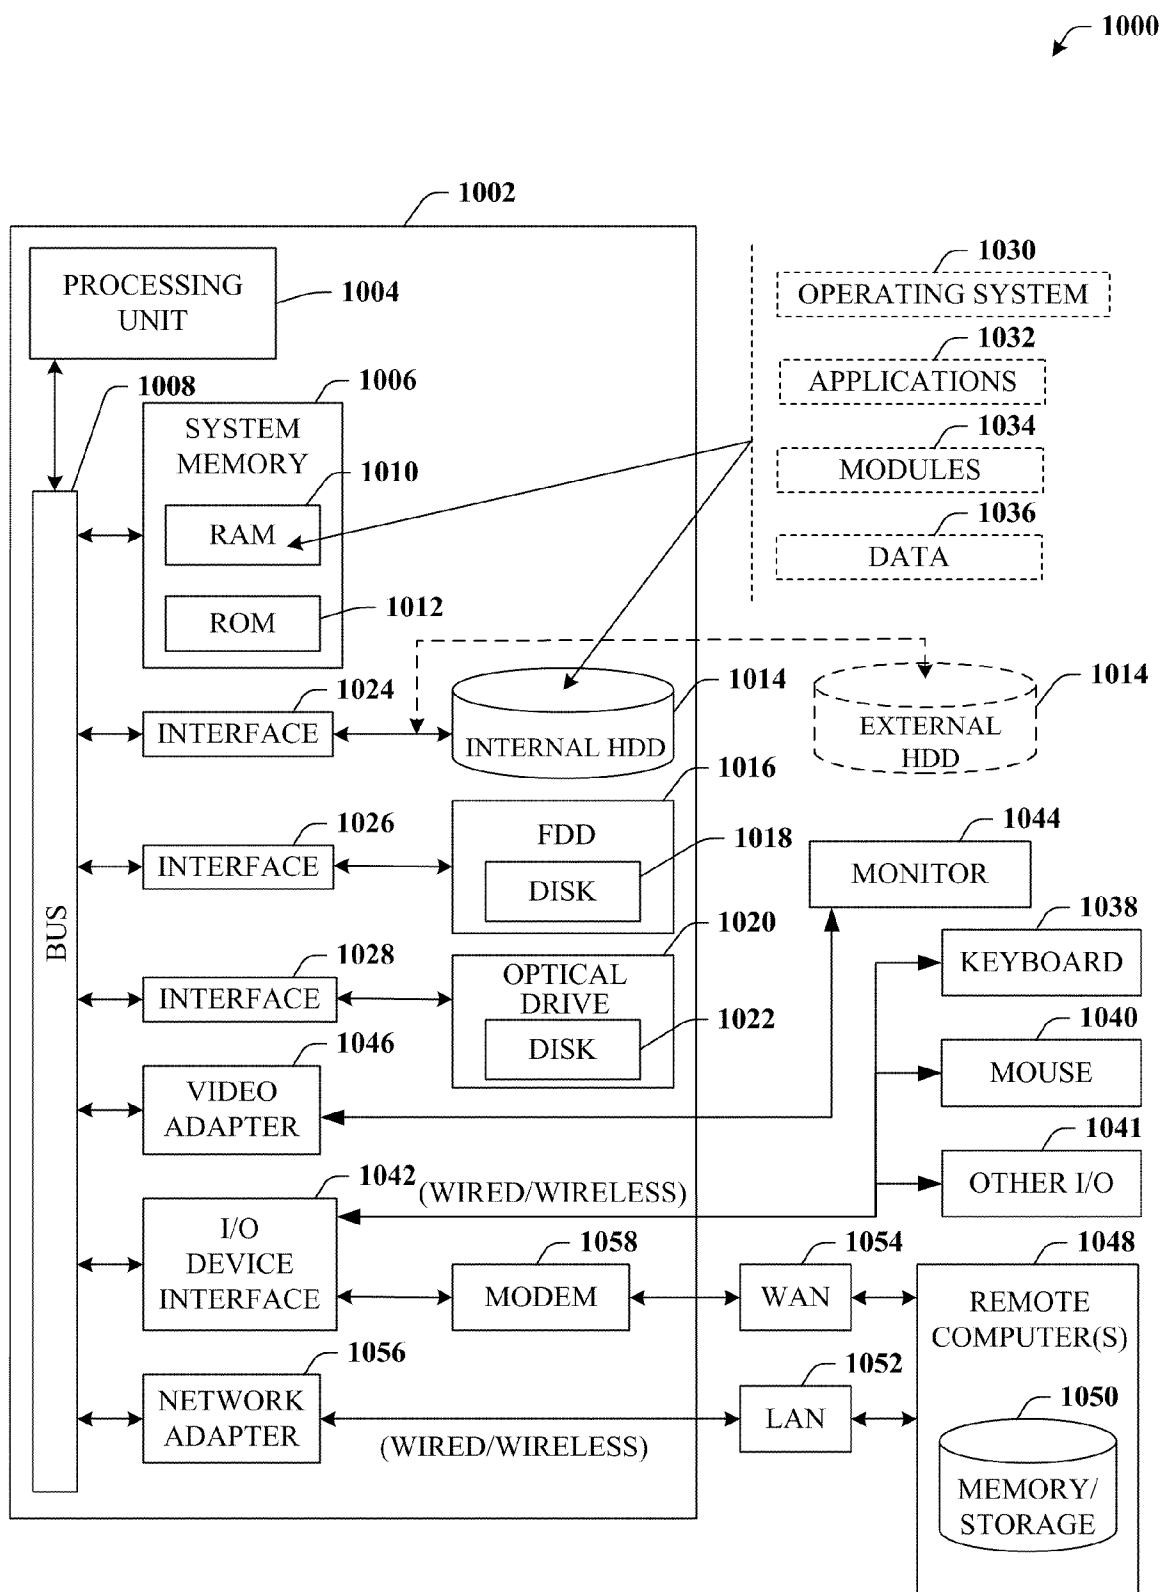 1000
1002
PROCESSING
UNIT
1004
1030
OPERATING SYSTEM
1032
APPLICATIONS
1034
MODULES
1036
DATA
1008
1006
SYSTEM
MEMORY
1010
RAM
1012
ROM
1024
INTERFACE
1014
INTERNAL HDD
1014
EXTERNAL
HDD
1016
1026
INTERFACE
FDD
1018
DISK
1044
MONITOR
BUS
1020
1028
INTERFACE
OPTICAL
DRIVE
1022
DISK
1038
KEYBOARD
1040
MOUSE
1041
OTHER I/O
1046
VIDEO
ADAPTER
1042
(WIRED/WIRELESS)
I/O
DEVICE
INTERFACE
1058
MODEM
1054
WAN
1048
REMOTE
COMPUTER(S)
1056
NETWORK
ADAPTER
(WIRED/WIRELESS)
1052
LAN
1050
MEMORY/
STORAGE